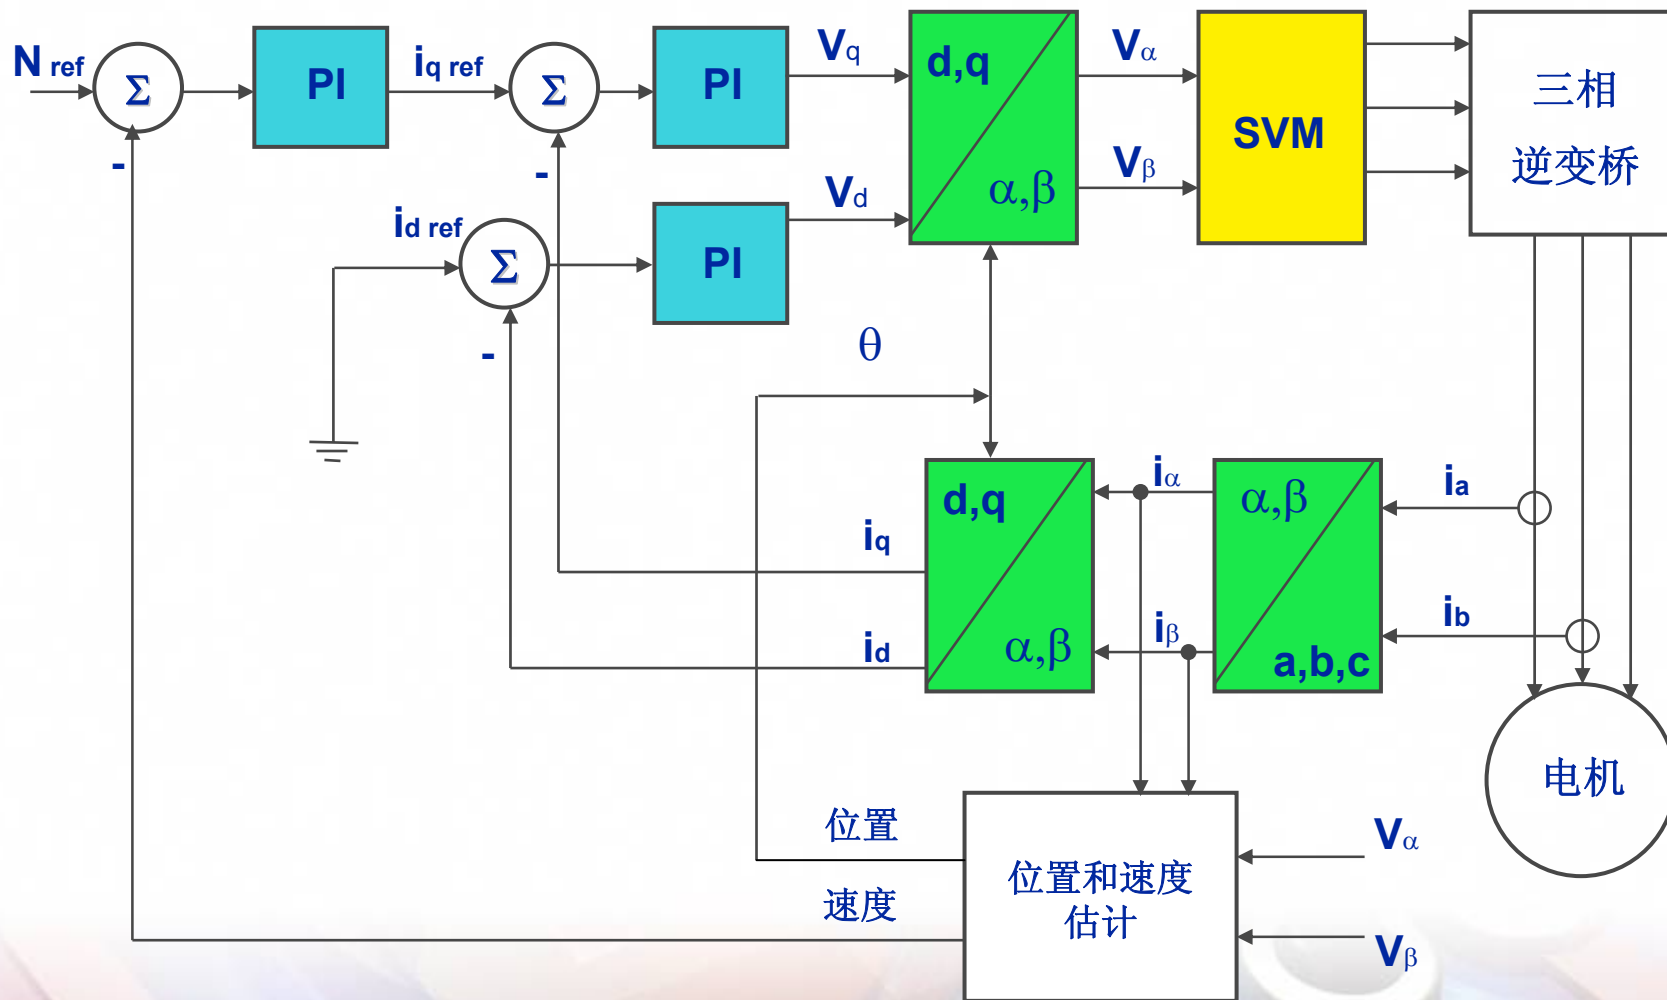 N ref
Σ
PI
iq ref
Σ
PI
Vq
d,q
α,β
Vα
Vβ
SVM
三相
逆变桥
-
-
id ref
Σ
PI
Vd
-
θ
d,q
α,β
iα
iβ
α,β
a,b,c
ia
ib
iq
id
电机
位置
速度
位置和速度
估计
Vα
Vβ